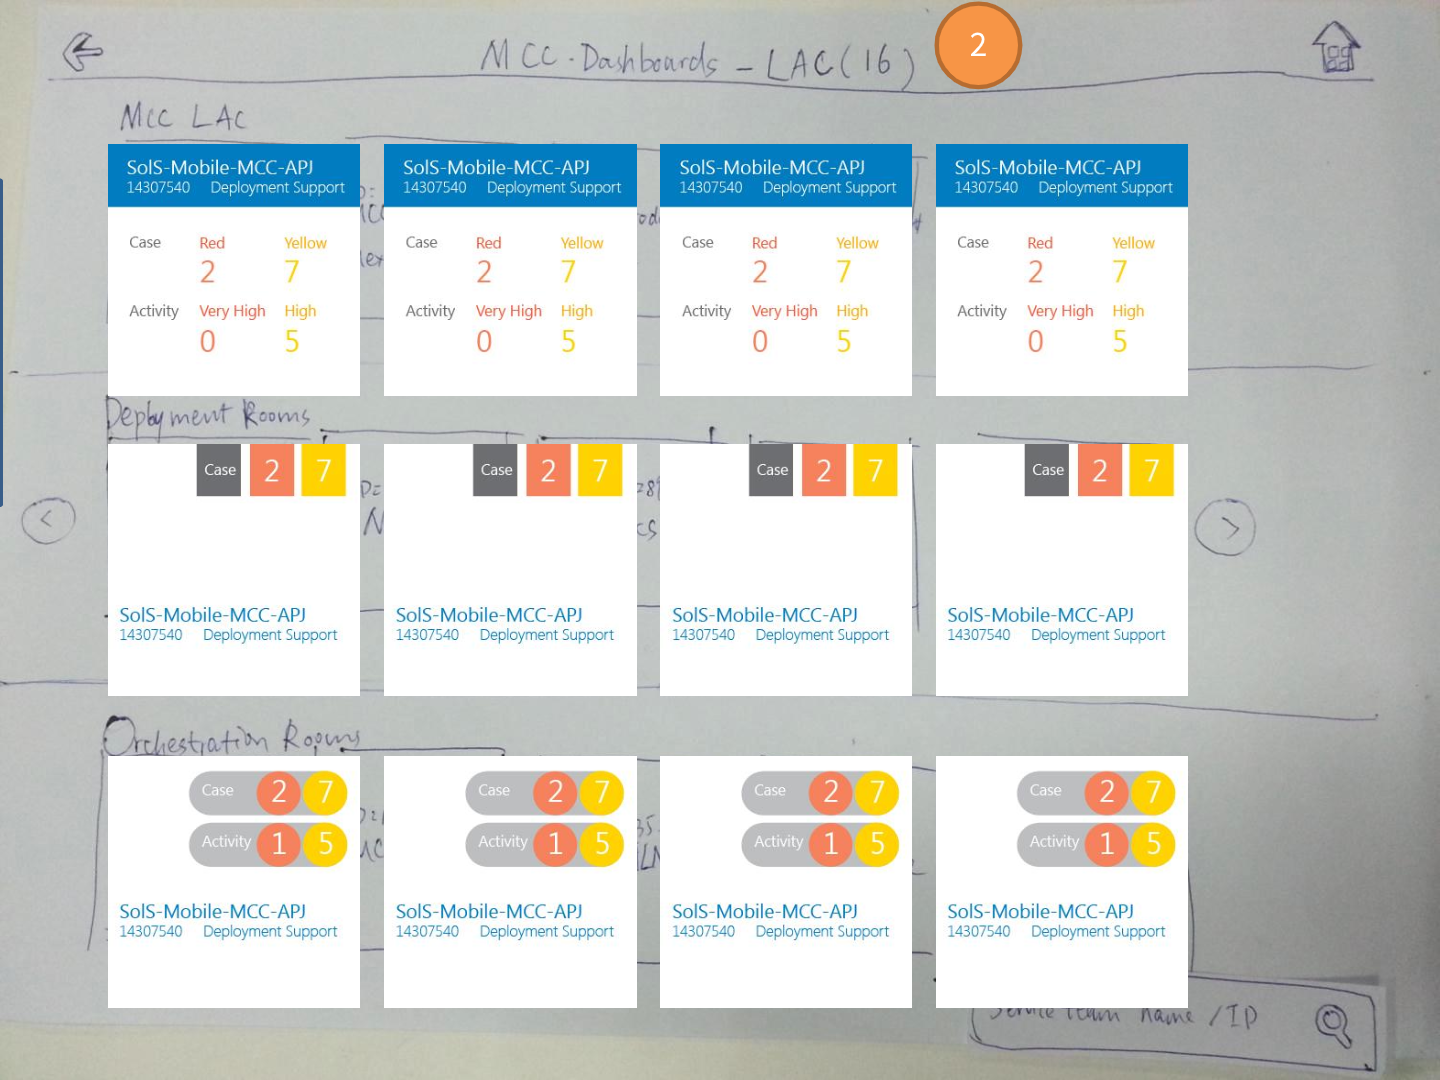 MCC-Dashboards - LAC(16)
2
MCC LAC
SolS-Mobile-MCC-APJ SolS-Mobile-MCC-APJ SolS-Mobile-MCC-APJ SolS-Mobile-MCC-APJ
14307540 Deployment Support 14307540 Deployment Support 14307540 Deployment Support 14307540 Deployment Support
Case Red Yellow Case Red Yellow Case Red Yellow Case Red Yellow
2 7 2 7 2 7 2 7
Activity Very High High Activity Very High High Activity Very High High Activity Very High High
0 5 0 5 0 5 0 5
Deplyment Rooms
Case 2 7 Case 2 7 Case 2 7 Case 2 7
< >
SolS-Mobile-MCC-APJ SolS-Mobile-MCC-APJ SolS-Mobile-MCC-APJ SolS-Mobile-MCC-APJ
14307540 Deployment Support 14307540 Deployment Support 14307540 Deployment Support 14307540 Deployment Support
Orchestration Rooms
Case 2 7 Case 2 7 Case 2 7 Case 2 7
Activity 1 5 Activity 1 5 Activity 1 5 Activity 1 5
SolS-Mobile-MCC-APJ SolS-Mobile-MCC-APJ SolS-Mobile-MCC-APJ SolS-Mobile-MCC-APJ
14307540 Deployment Support 14307540 Deployment Support 14307540 Deployment Support 14307540 Deployment Support
Service team name / ID